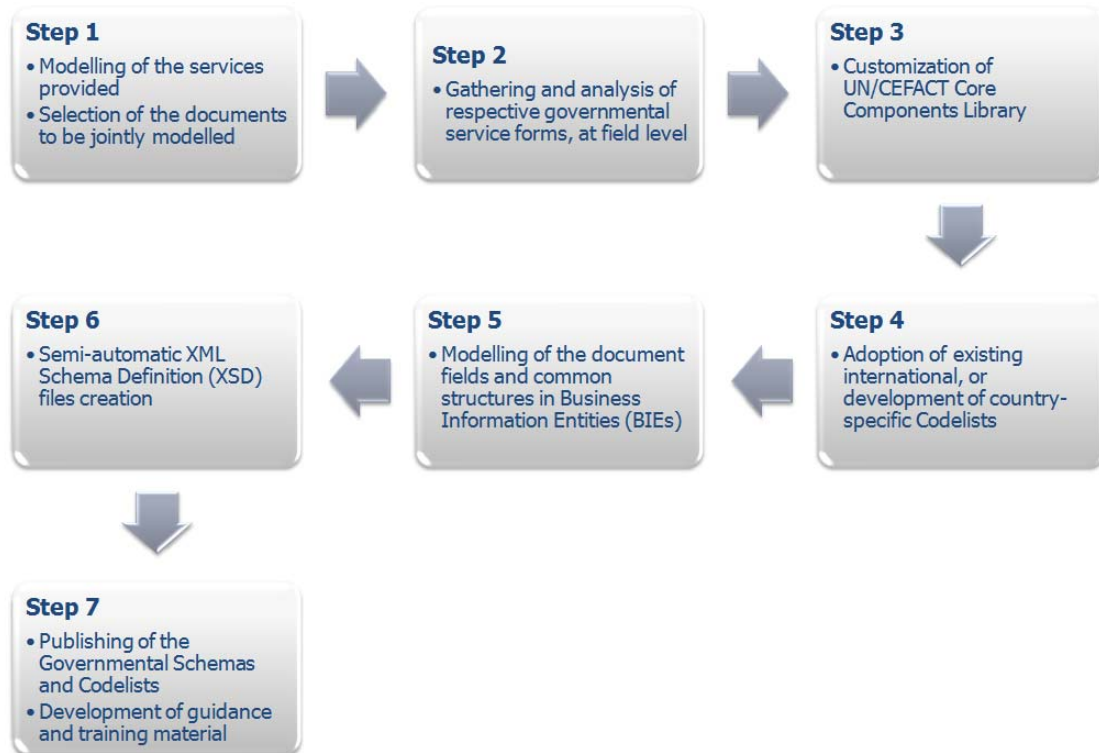 Step 1
• Modelling of the services
provided
• Selection of the documents
to be jointly modelled
Step 2
• Gathering and analysis of
respective governmental
service forms, at field level
Step 3
• Customization of
UN/CEFACT Core
Components Library
Step 4
• Adoption of existing
international, or
development of country-
specific Codelists
Step 5
• Modelling of the document
fields and common
structures in Business
Information Entities (BIEs)
Step 6
• Semi-automatic XML
Schema Definition (XSD)
files creation
Step 7
• Publishing of the
Governmental Schemas
and Codelists
• Development of guidance
and training material